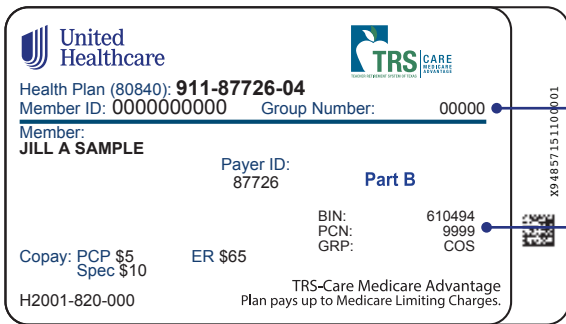 United
Healthcare
TRS CARE
MEDICARE
ADVANTAGE
TEACHER RETIREMENT SYSTEM OF TEXAS
Health Plan (80840): 911-87726-04
Member ID: 0000000000 Group Number: 00000
Member:
JILL A SAMPLE
Payer ID:
87726
Part B
BIN: 610494
PCN: 9999
GRP: COS
Copay: PCP $5 ER $65
Spec $10
TRS-Care Medicare Advantage
H2001-820-000 Plan pays up to Medicare Limiting Charges.
X94857151100001